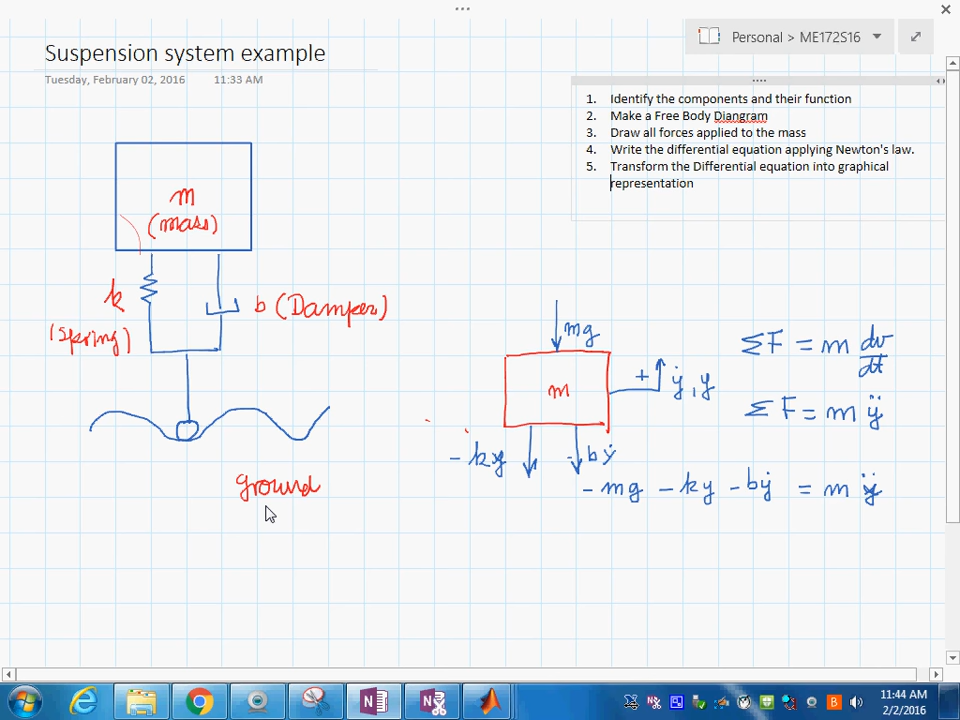 Personal > ME172S16
Suspension system example
Tuesday, February 02, 2016 11:33 AM
1. Identify the components and their function
2. Make a Free Body Diangram
3. Draw all forces applied to the mass
4. Write the differential equation applying Newton's law.
5. Transform the Differential equation into graphical
representation
m
(mass)
k
(Spring)
b (Damper)
ground
mg
m
+ ẏ, y
- ky
- bẏ
ΣF = m dv/dt
ΣF = m ÿ
- mg - ky - bẏ = m ÿ
B
11:44 AM
2/2/2016